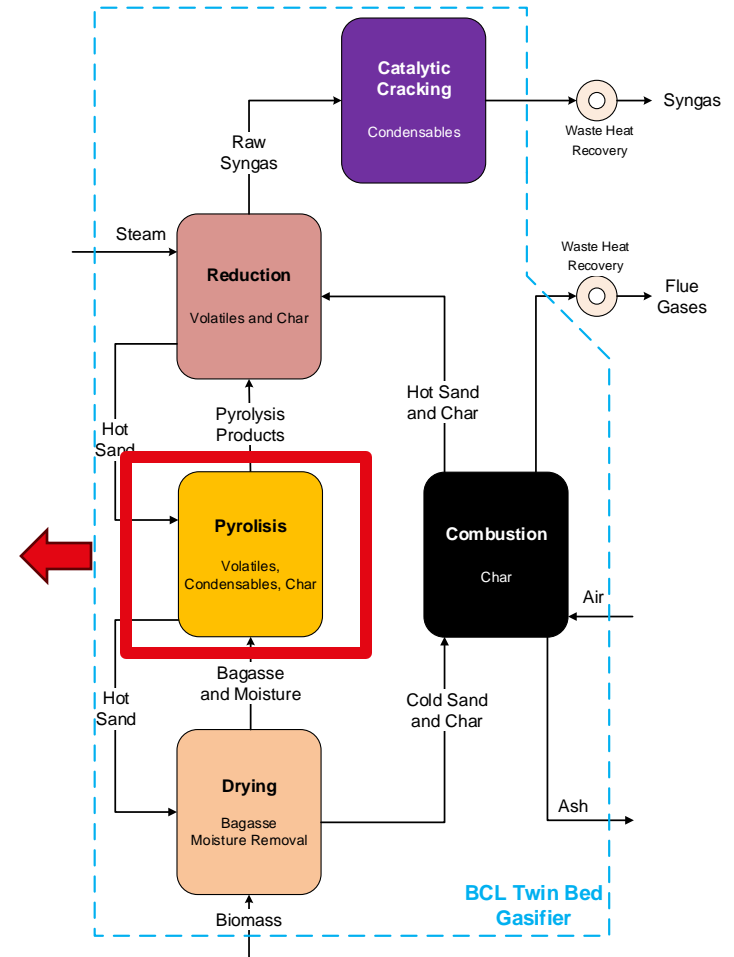 Catalytic
Cracking
Condensables
Syngas
Waste Heat
Recovery
Raw
Syngas
Steam
Waste Heat
Recovery
Flue
Gases
Reduction
Volatiles and Char
Hot Sand
and Char
Pyrolysis
Products
Hot
Sand
Pyrolisis
Volatiles,
Condensables, Char
Combustion
Char
Air
Bagasse
and Moisture
Hot
Sand
Cold Sand
and Char
Drying
Bagasse
Moisture Removal
Ash
BCL Twin Bed
Gasifier
Biomass